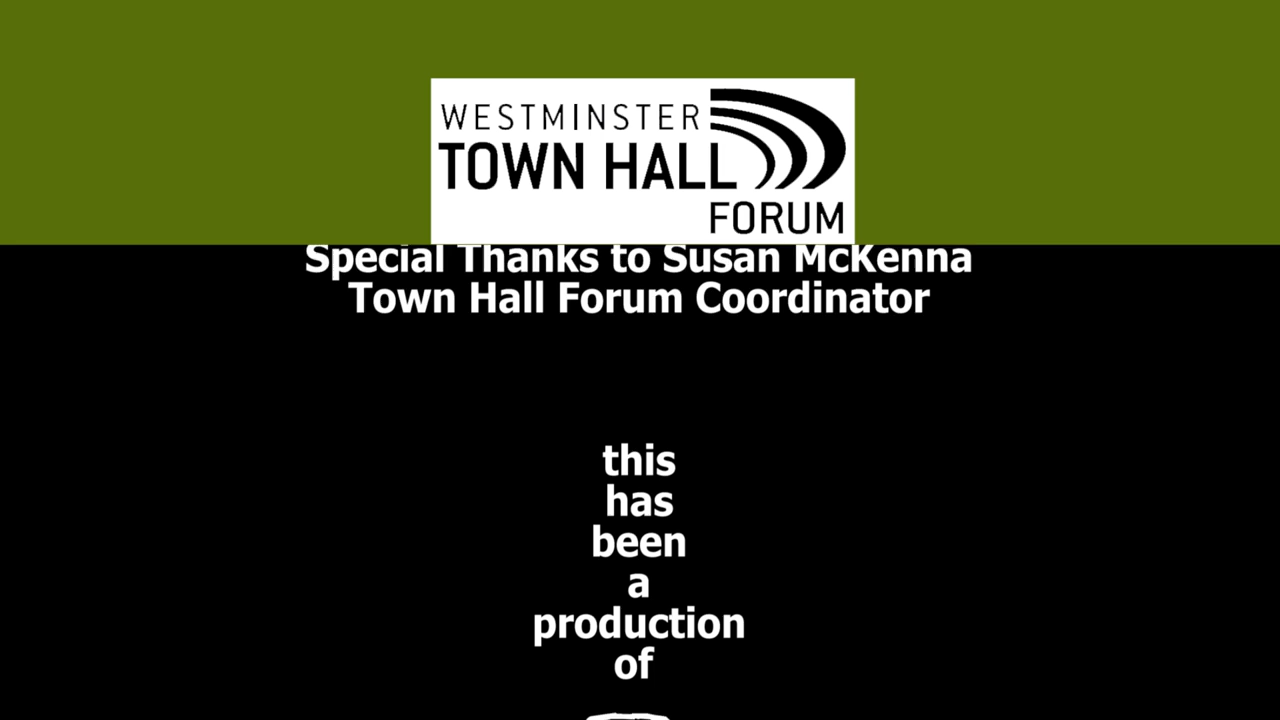 WESTMINSTER
TOWN HALL
FORUM
Special Thanks to Susan McKenna
Town Hall Forum Coordinator
this
has
been
a
production
of